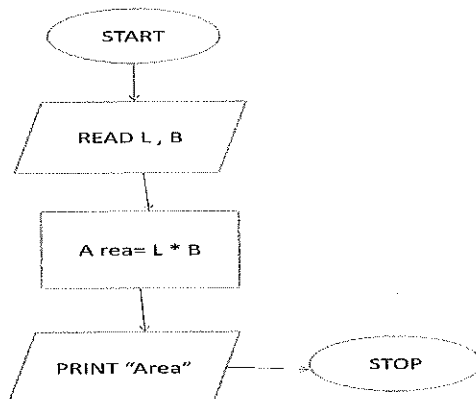 START
READ L , B
A rea= L * B
PRINT “Area”
STOP